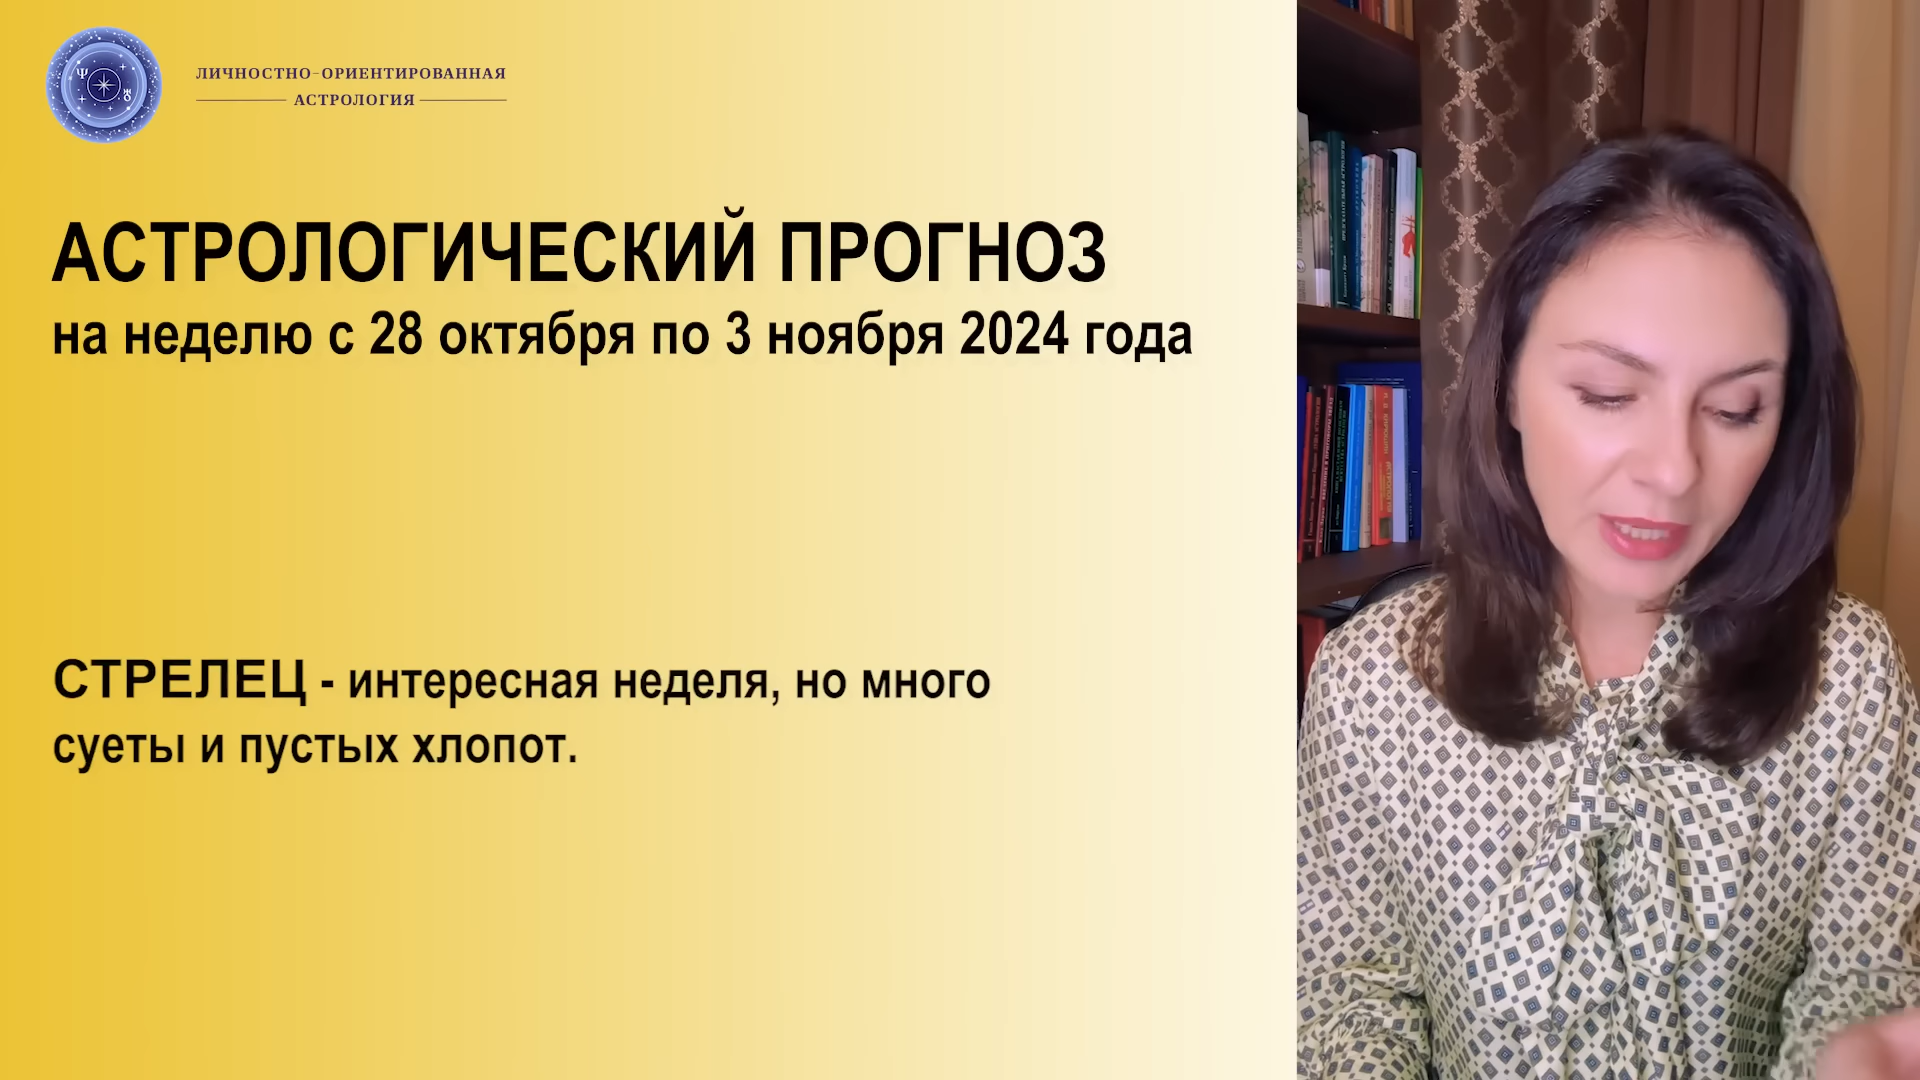 ЛИЧНОСТНО-ОРИЕНТИРОВАННАЯ
АСТРОЛОГИЯ
АСТРОЛОГИЧЕСКИЙ ПРОГНОЗ
на неделю с 28 октября по 3 ноября 2024 года
СТРЕЛЕЦ - интересная неделя, но много
суеты и пустых хлопот.